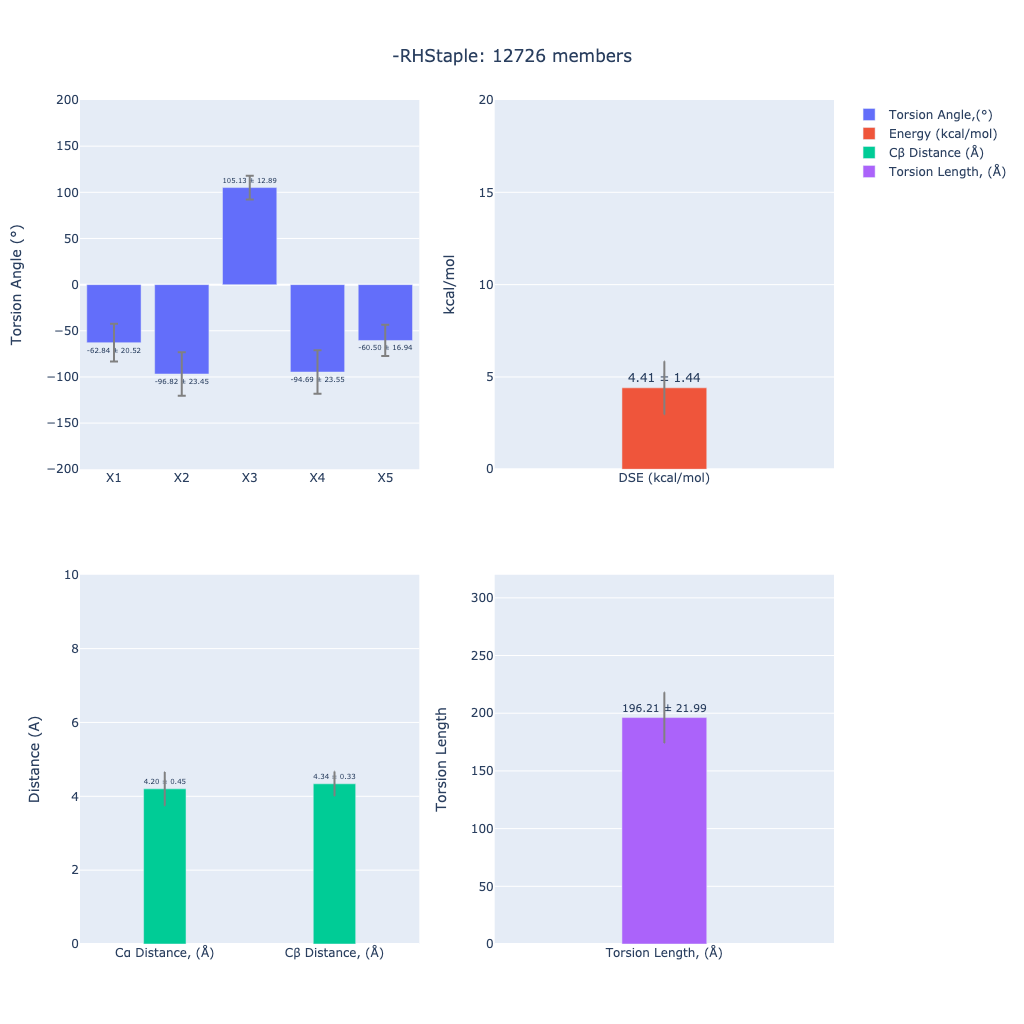 -RHStaple: 12726 members
Torsion Angle,(°)
Energy (kcal/mol)
Cβ Distance (Å)
Torsion Length, (Å)
Torsion Angle (°)
200
150
100
50
0
−50
−100
−150
−200
-62.84 ± 20.52
-96.82 ± 23.45
105.13 ± 12.89
-94.69 ± 23.55
-60.50 ± 16.94
X1 X2 X3 X4 X5
kcal/mol
20
15
10
5
0
4.41 ± 1.44
DSE (kcal/mol)
Distance (A)
10
8
6
4
2
0
4.20 ± 0.45
4.34 ± 0.33
Cα Distance, (Å) Cβ Distance, (Å)
Torsion Length
300
250
200
150
100
50
0
196.21 ± 21.99
Torsion Length, (Å)